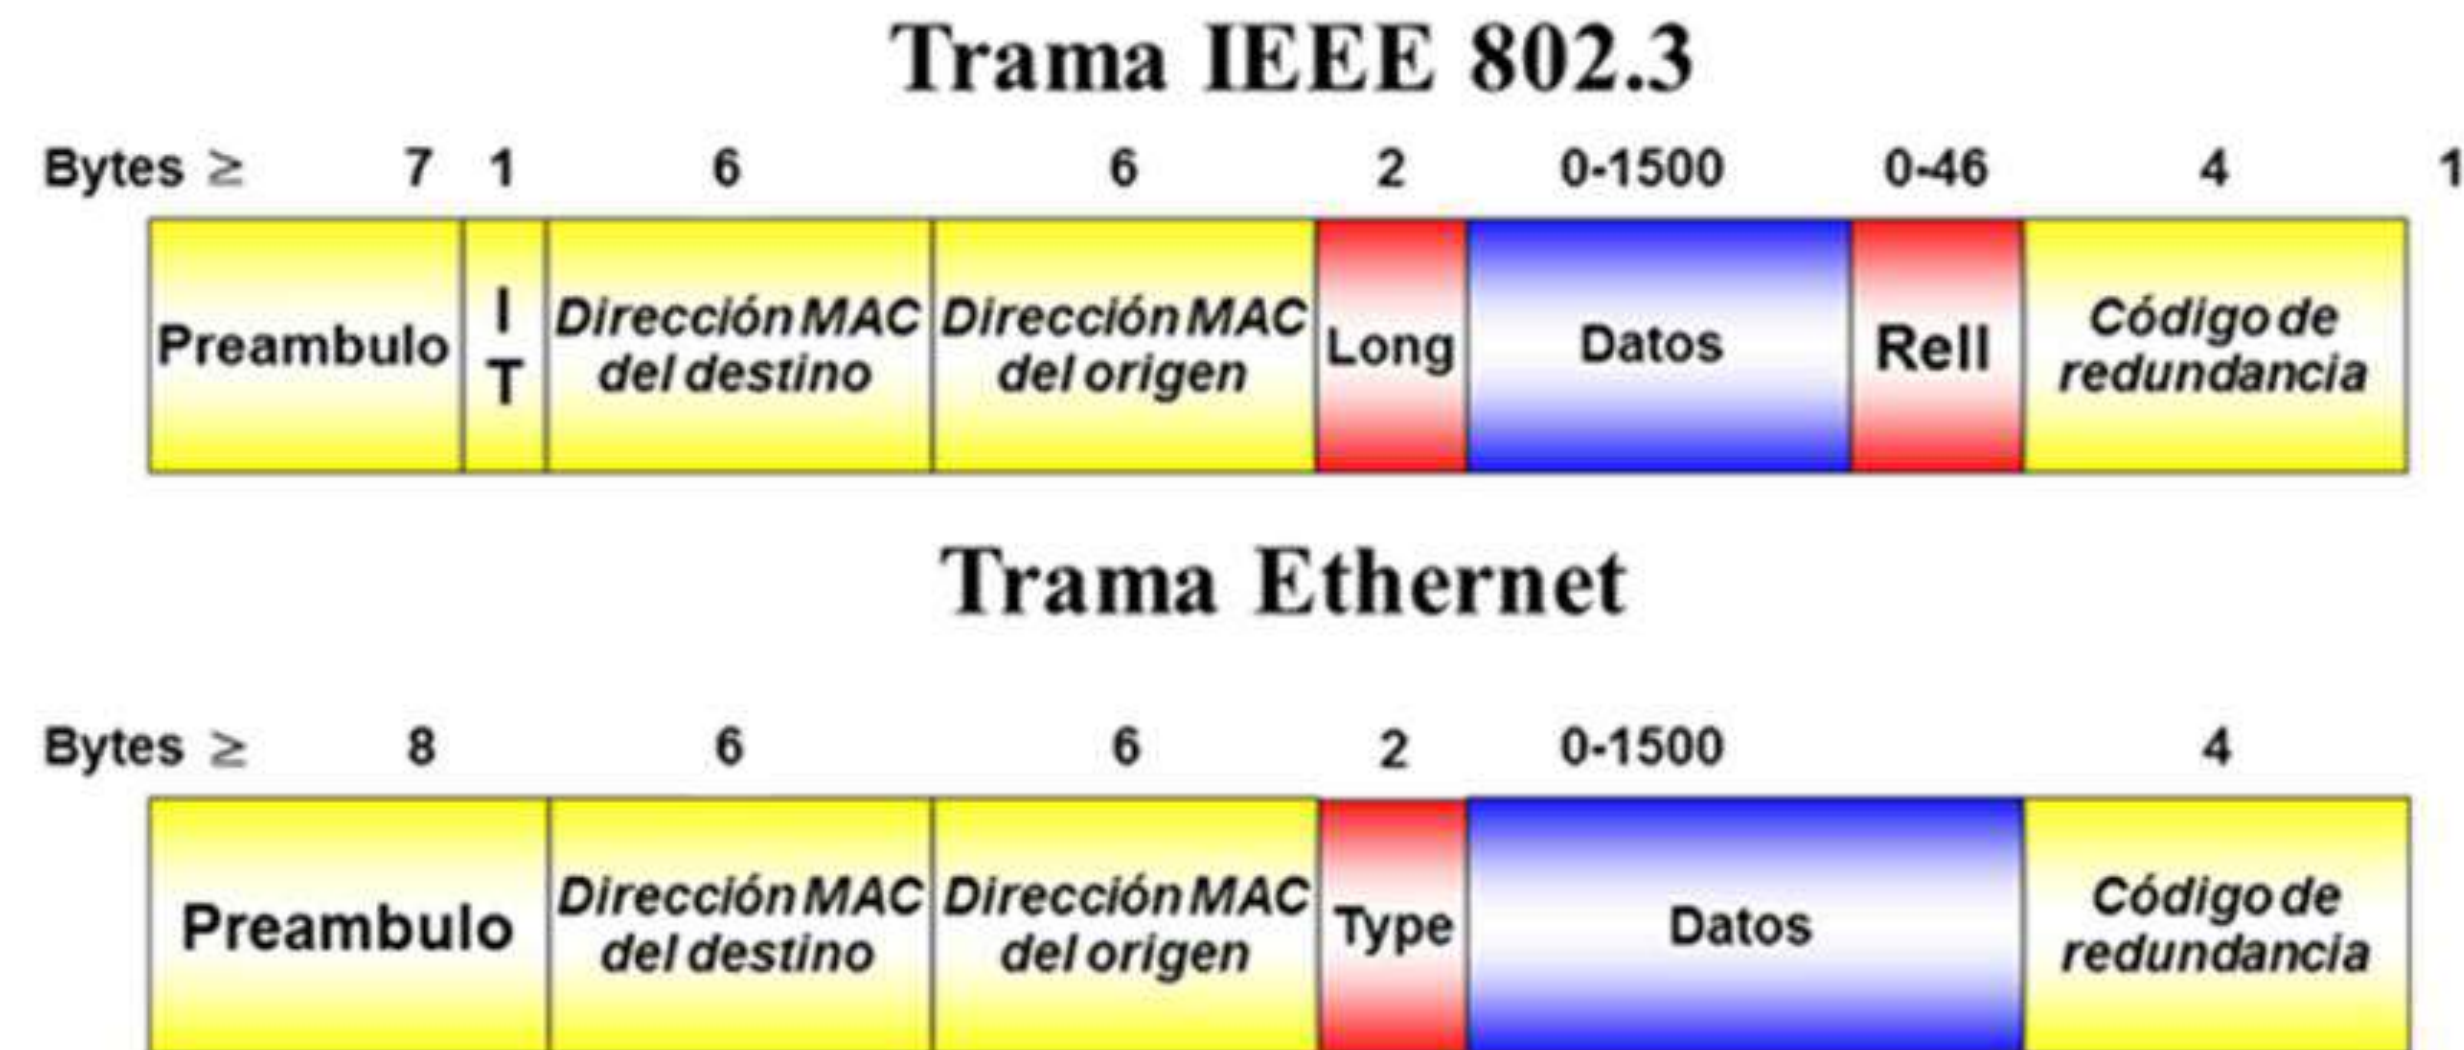 Trama IEEE 802.3
Bytes ≥ 7 1 6 6 2 0-1500 0-46 4 1
Preambulo
I
T
Dirección MAC
del destino
Dirección MAC
del origen
Long
Datos
Rell
Código de
redundancia
Trama Ethernet
Bytes ≥ 8 6 6 2 0-1500 4
Preambulo
Dirección MAC
del destino
Dirección MAC
del origen
Type
Datos
Código de
redundancia